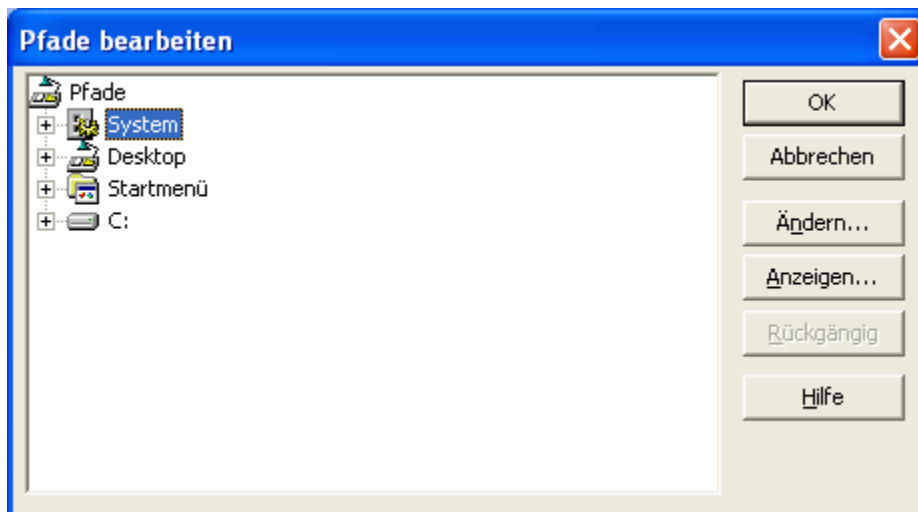 Pfade bearbeiten
Pfade
System
Desktop
Startmenü
C:
OK
Abbrechen
Ändern...
Anzeigen...
Rückgängig
Hilfe